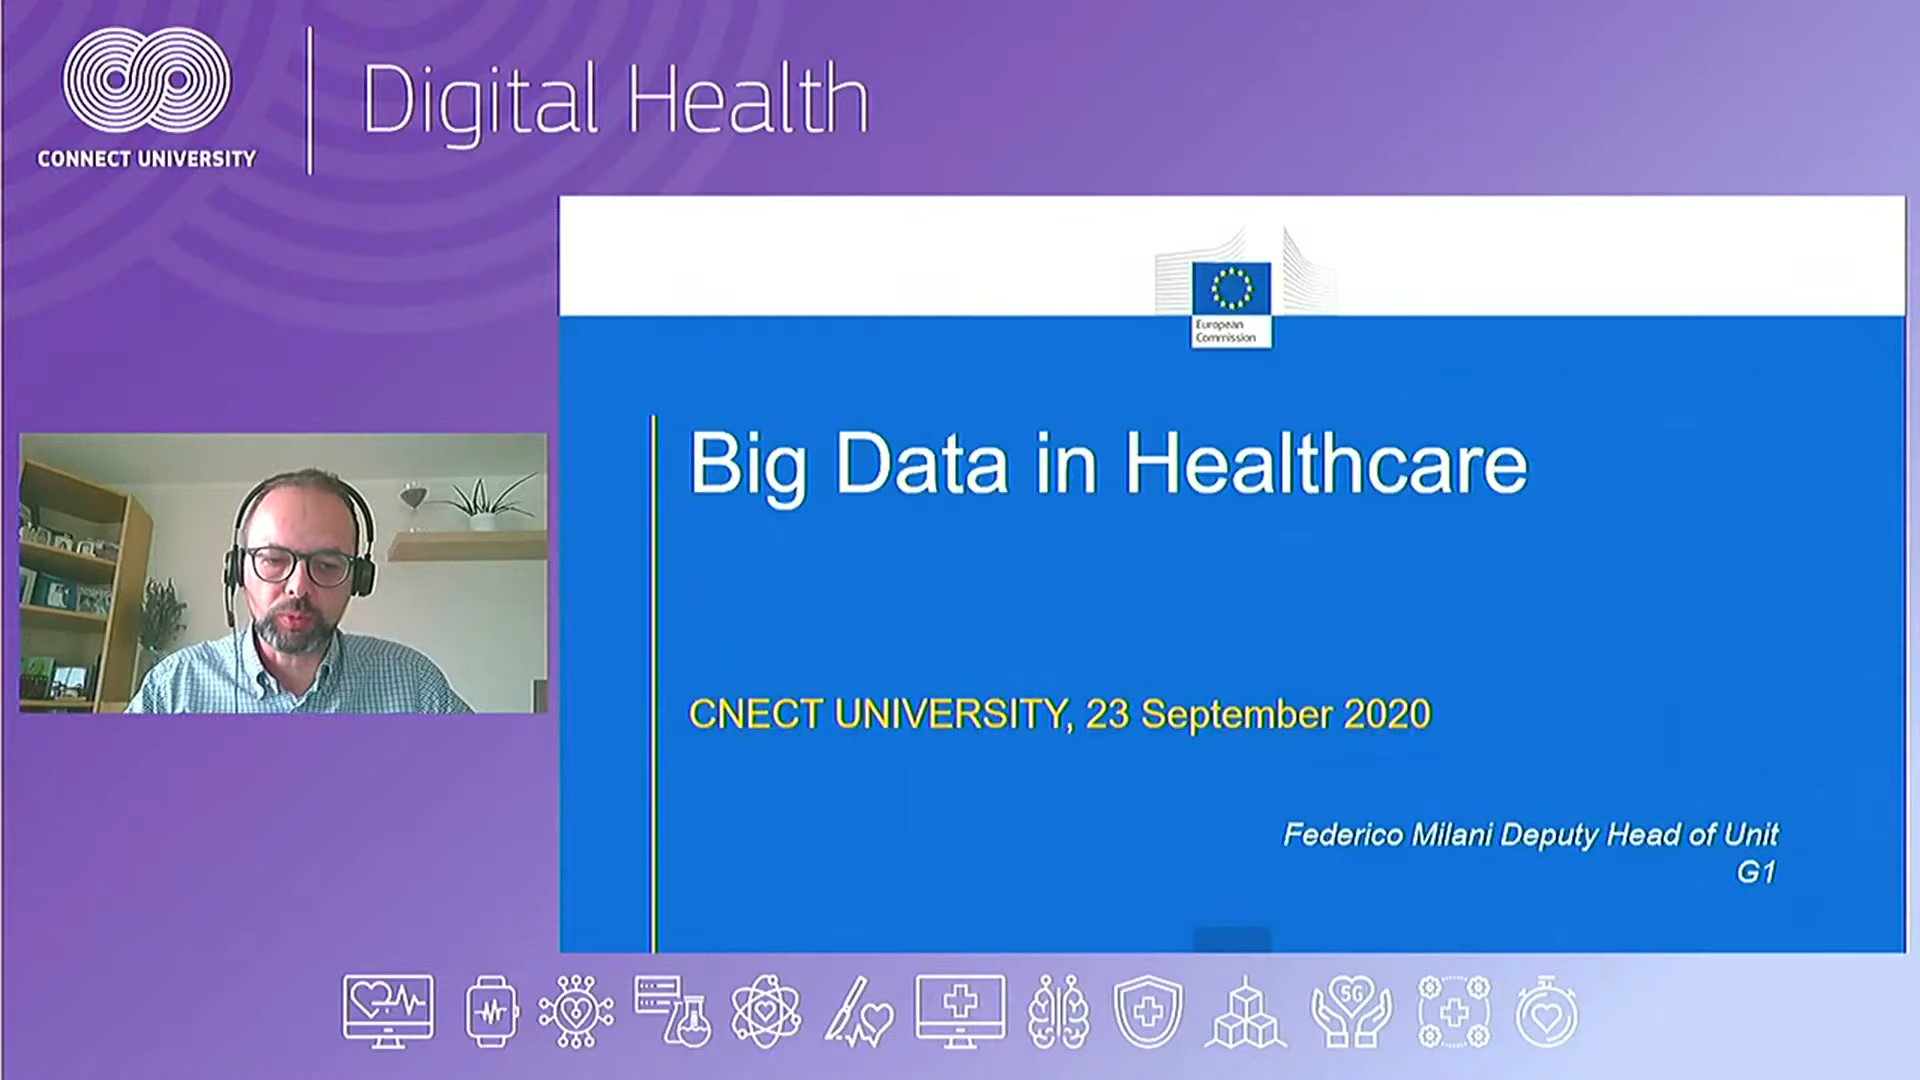 CONNECT UNIVERSITY
Digital Health
European
Commission
Big Data in Healthcare
CNECT UNIVERSITY, 23 September 2020
Federico Milani Deputy Head of Unit
G1
5G